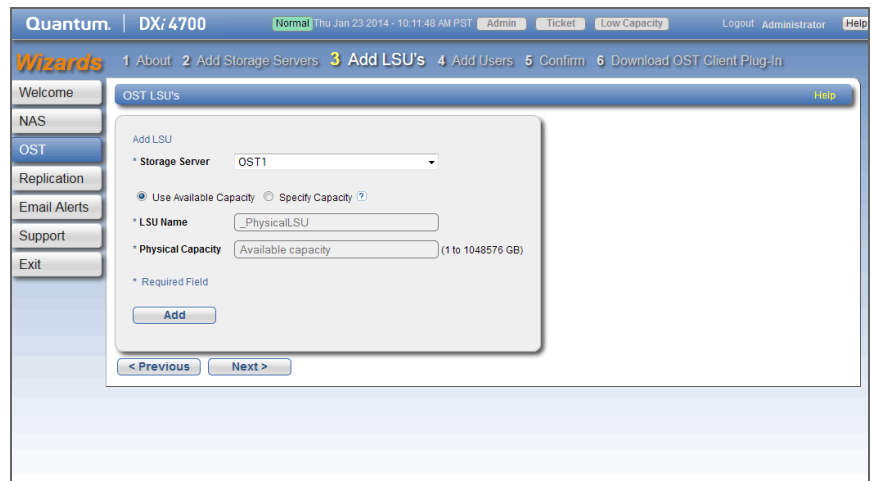 Quantum. DXi 4700 Normal Thu Jan 23 2014 - 10:11:48 AM PST Admin Ticket Low Capacity Logout Administrator Help
Wizards 1 About 2 Add Storage Servers 3 Add LSU's 4 Add Users 5 Confirm 6 Download OST Client Plug-In
Welcome
NAS
OST
Replication
Email Alerts
Support
Exit
OST LSU's Help
Add LSU
* Storage Server OST1
Use Available Capacity Specify Capacity ?
* LSU Name _PhysicalLSU
* Physical Capacity Available capacity (1 to 1048576 GB)
* Required Field
Add
< Previous Next >